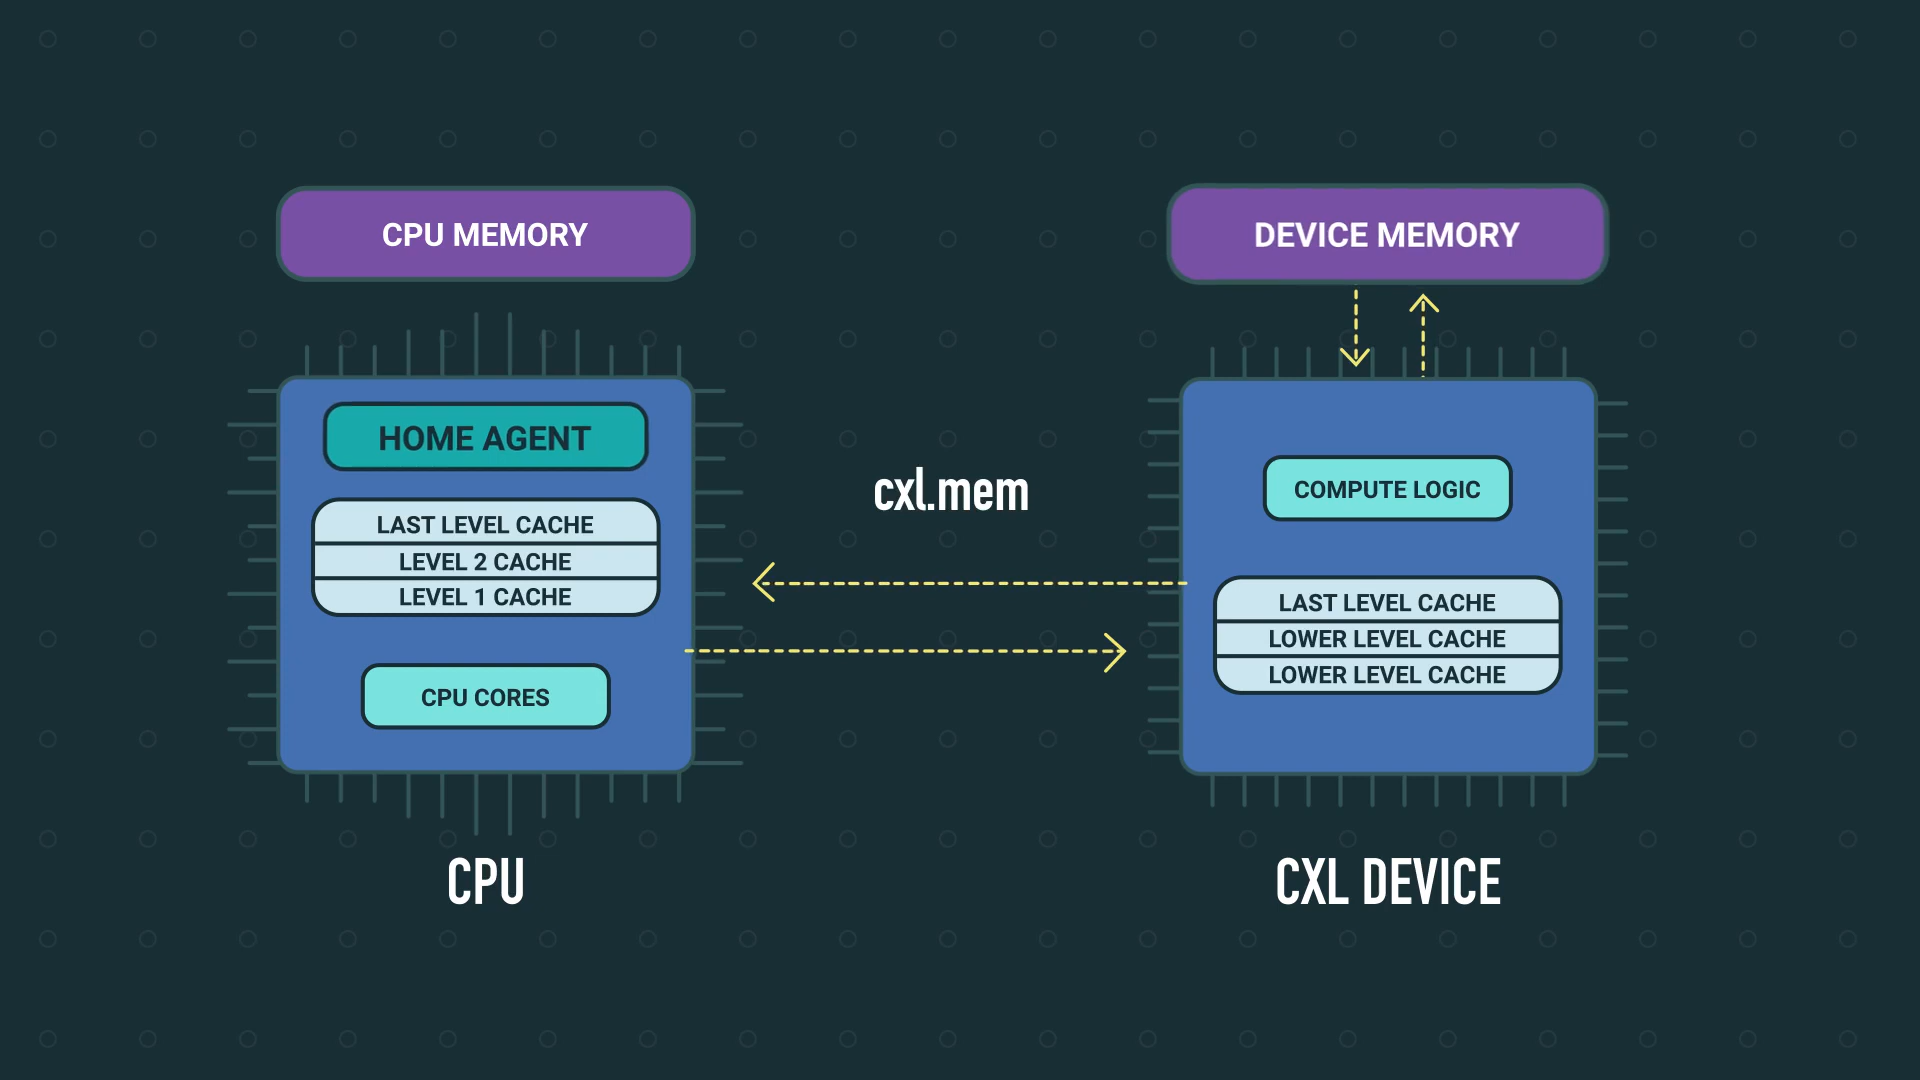 CPU MEMORY
HOME AGENT
LAST LEVEL CACHE
LEVEL 2 CACHE
LEVEL 1 CACHE
CPU CORES
CPU
cxl.mem
DEVICE MEMORY
COMPUTE LOGIC
LAST LEVEL CACHE
LOWER LEVEL CACHE
LOWER LEVEL CACHE
CXL DEVICE